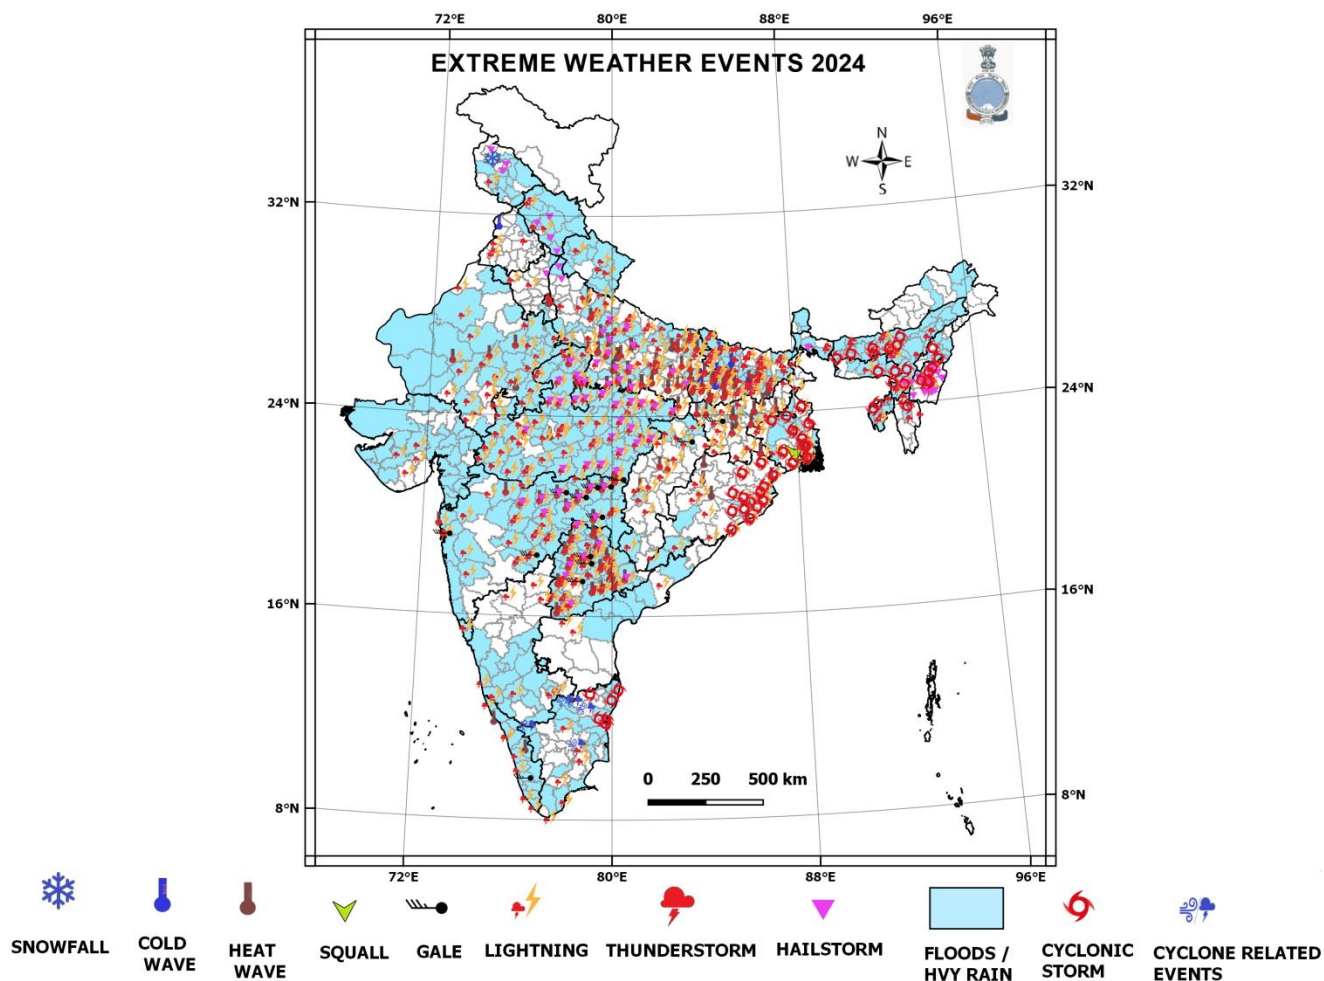 72°E 80°E 88°E 96°E
EXTREME WEATHER EVENTS 2024
N
W E
S
32°N 32°N
24°N 24°N
16°N 16°N
8°N 8°N
0 250 500 km
72°E 80°E 88°E 96°E
SNOWFALL
COLD
WAVE
HEAT
WAVE
SQUALL
GALE
LIGHTNING
THUNDERSTORM
HAILSTORM
FLOODS /
HVY RAIN
CYCLONIC
STORM
CYCLONE RELATED
EVENTS